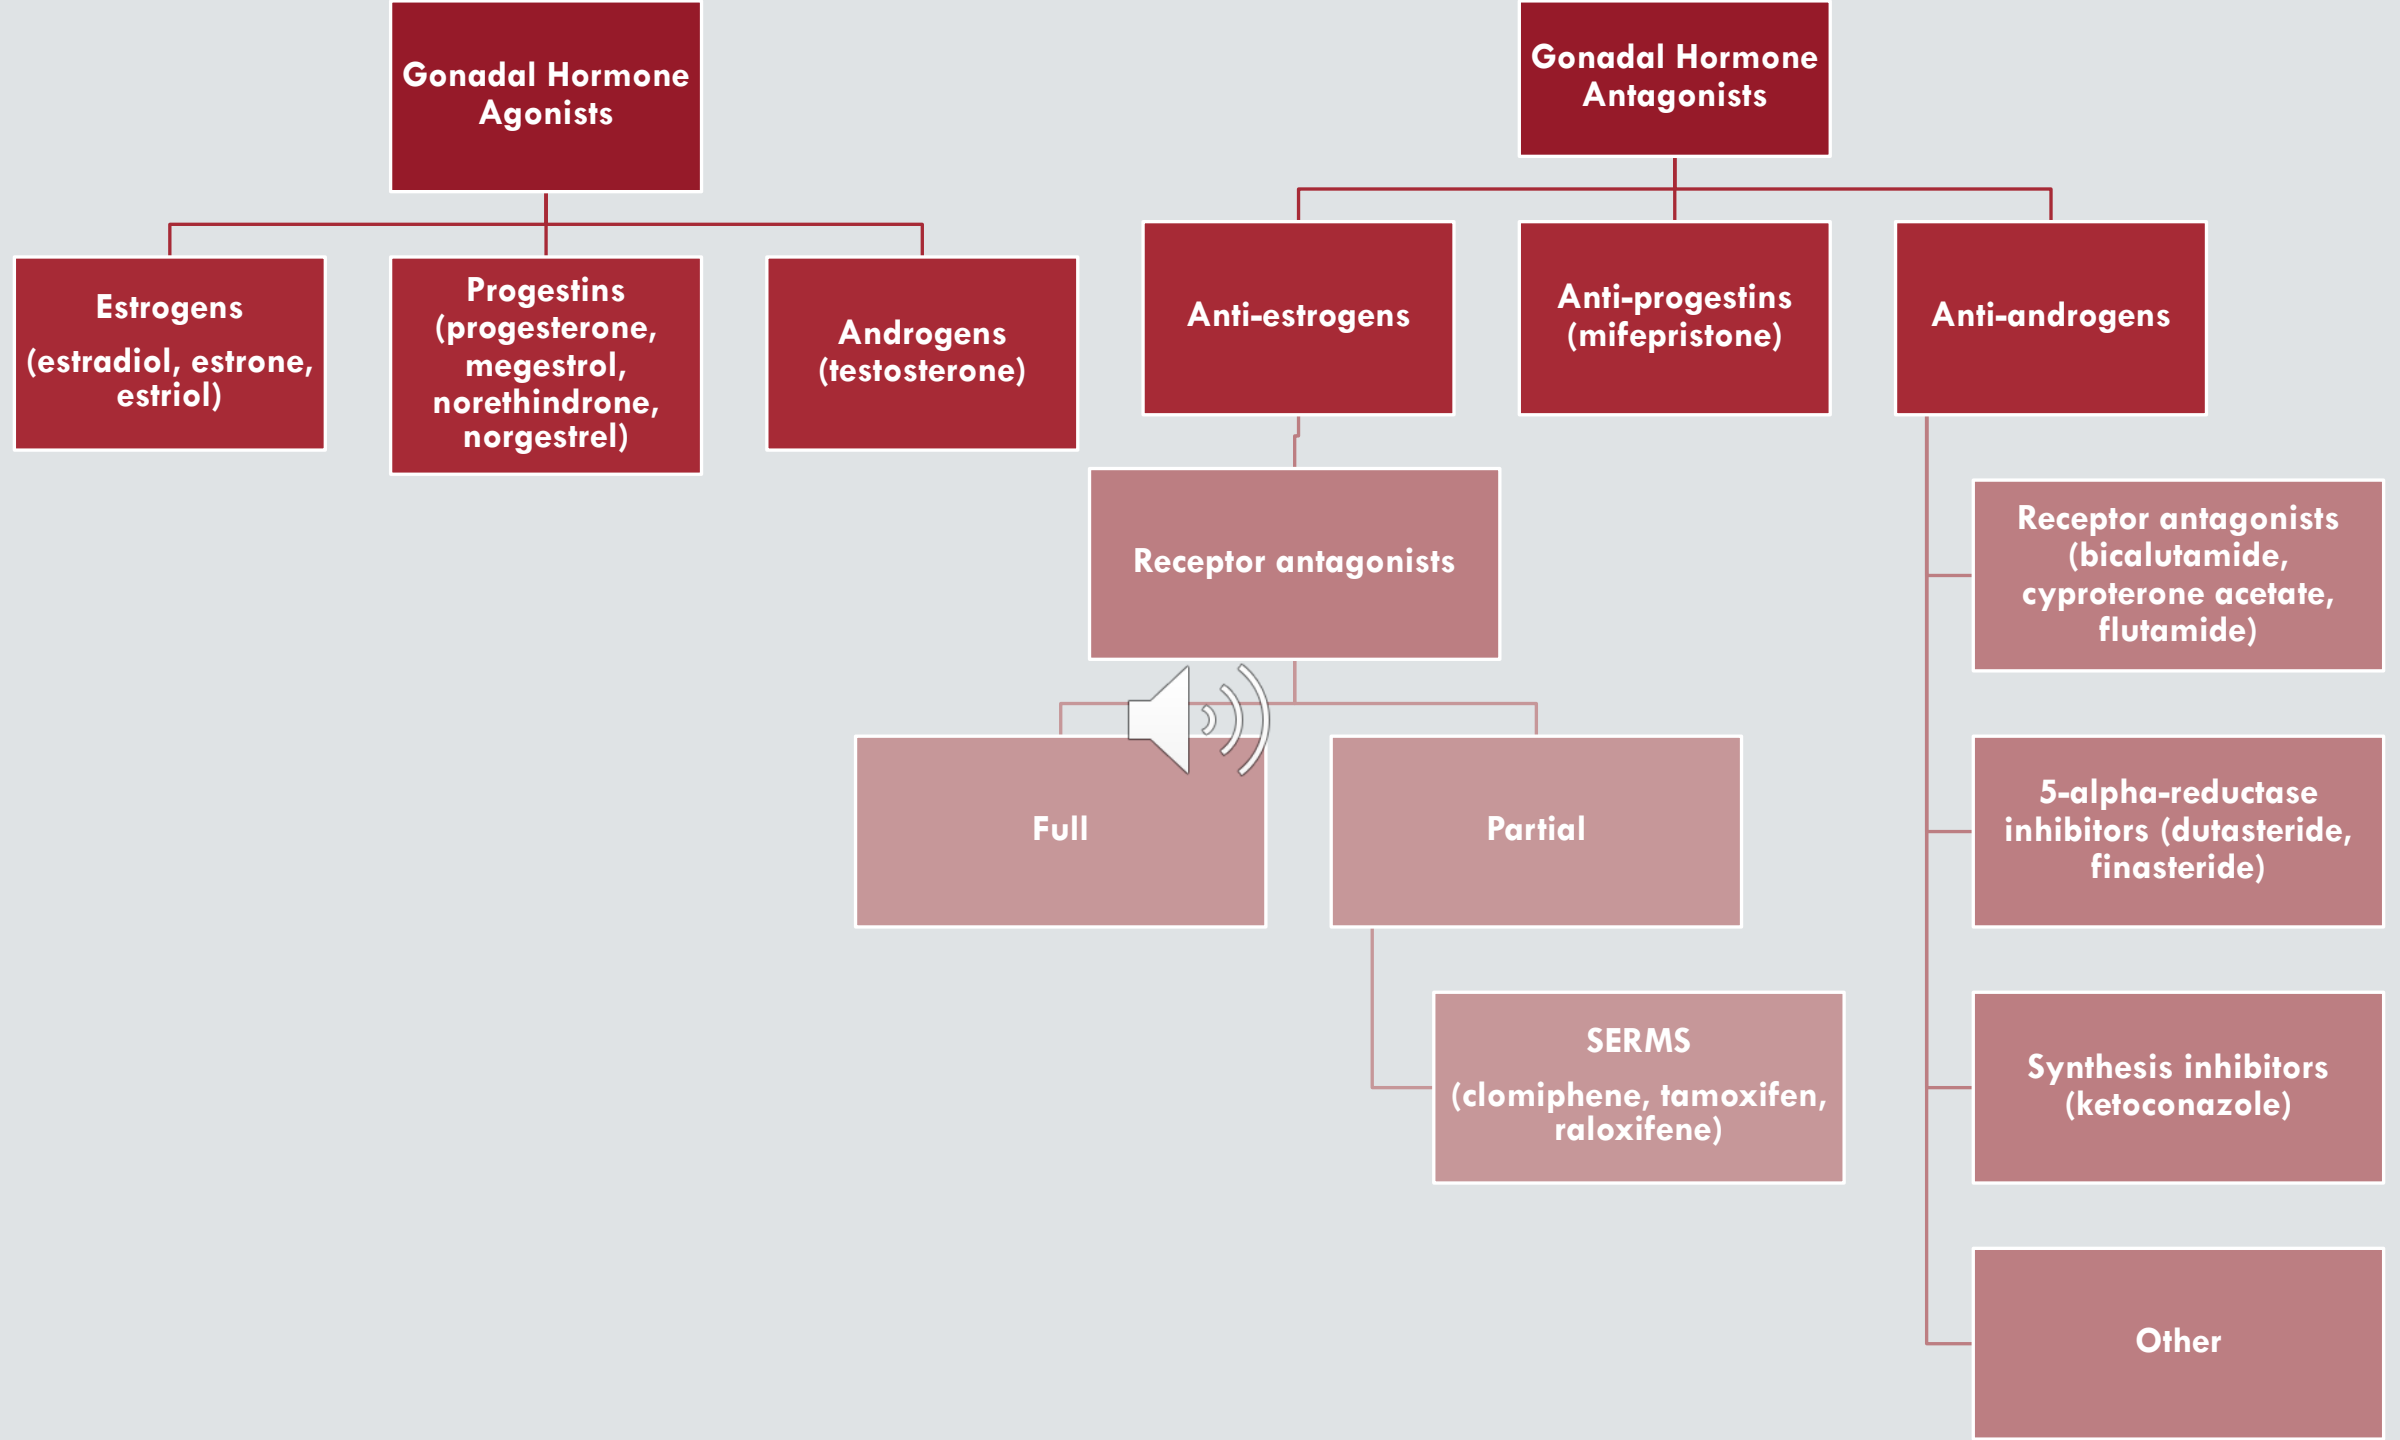 Gonadal Hormone
Agonists
Estrogens
(estradiol, estrone,
estriol)
Progestins
(progesterone,
megestrol,
norethindrone,
norgestrel)
Androgens
(testosterone)
Gonadal Hormone
Antagonists
Anti-estrogens
Receptor antagonists
Full
Partial
SERMS
(clomiphene, tamoxifen,
raloxifene)
Anti-progestins
(mifepristone)
Anti-androgens
Receptor antagonists
(bicalutamide,
cyproterone acetate,
flutamide)
5-alpha-reductase
inhibitors (dutasteride,
finasteride)
Synthesis inhibitors
(ketoconazole)
Other